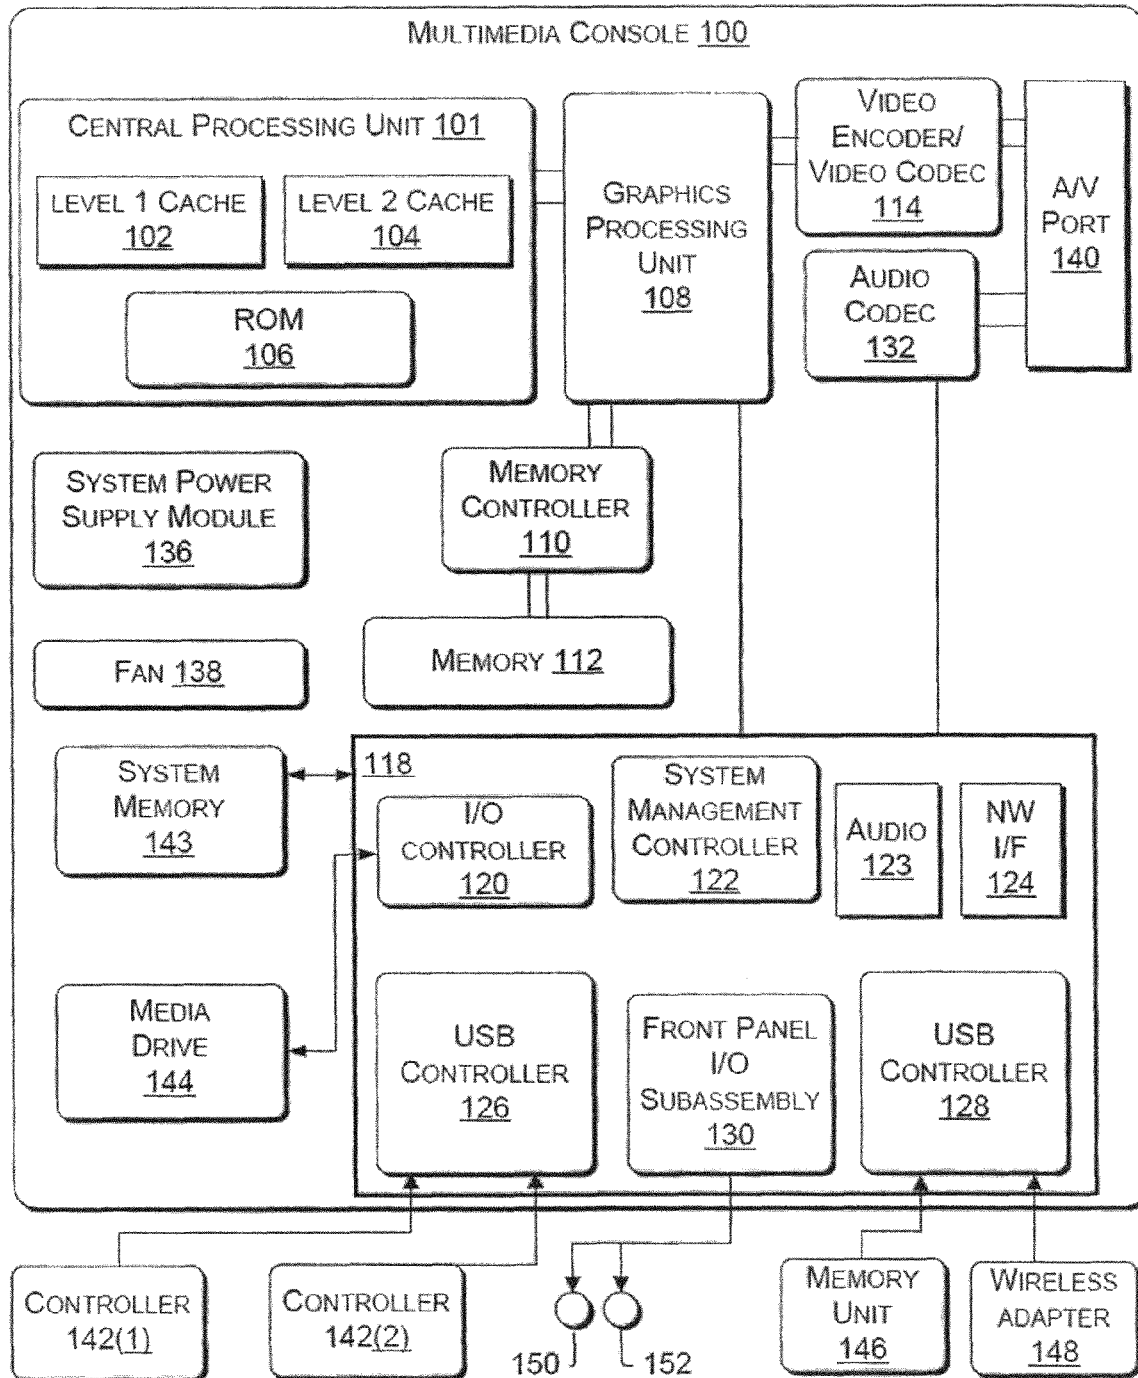 MULTIMEDIA CONSOLE 100
CENTRAL PROCESSING UNIT 101
LEVEL 1 CACHE
102
LEVEL 2 CACHE
104
ROM
106
GRAPHICS
PROCESSING
UNIT
108
VIDEO
ENCODER/
VIDEO CODEC
114
AUDIO
CODEC
132
A/V
PORT
140
SYSTEM POWER
SUPPLY MODULE
136
MEMORY
CONTROLLER
110
FAN 138
MEMORY 112
SYSTEM
MEMORY
143
118
I/O
CONTROLLER
120
SYSTEM
MANAGEMENT
CONTROLLER
122
AUDIO
123
NW
I/F
124
MEDIA
DRIVE
144
USB
CONTROLLER
126
FRONT PANEL
I/O
SUBASSEMBLY
130
USB
CONTROLLER
128
CONTROLLER
142(1)
CONTROLLER
142(2)
150
152
MEMORY
UNIT
146
WIRELESS
ADAPTER
148